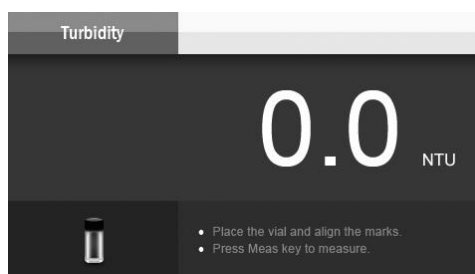 Turbidity
0.0 NTU
• Place the vial and align the marks.
• Press Meas key to measure.